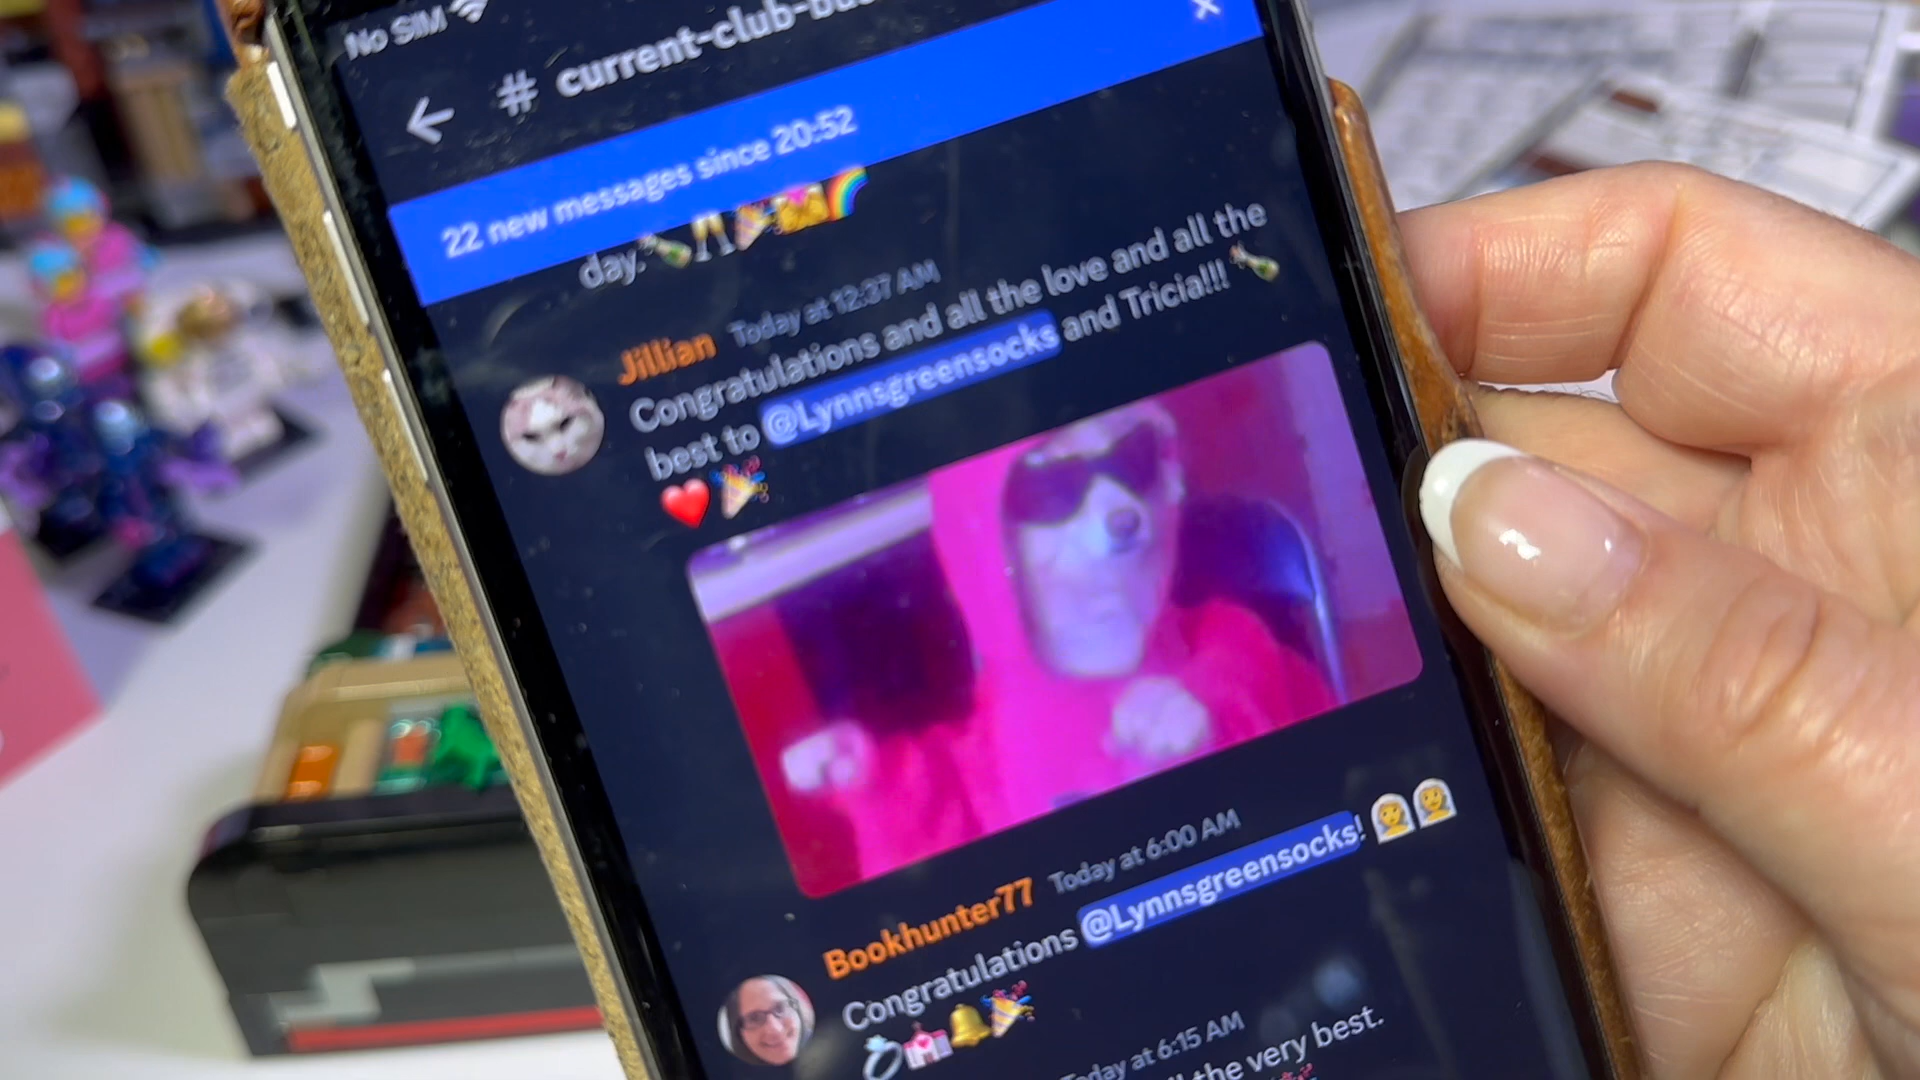 No SIM
# current-club-
22 new messages since 20:52
day.
Jillian Today at 12:37 AM
Congratulations and all the love and all the
best to @Lynnsgreensocks and Tricia!!!
Bookhunter77 Today at 6:00 AM
Congratulations @Lynnsgreensocks!
Today at 6:15 AM
the very best.